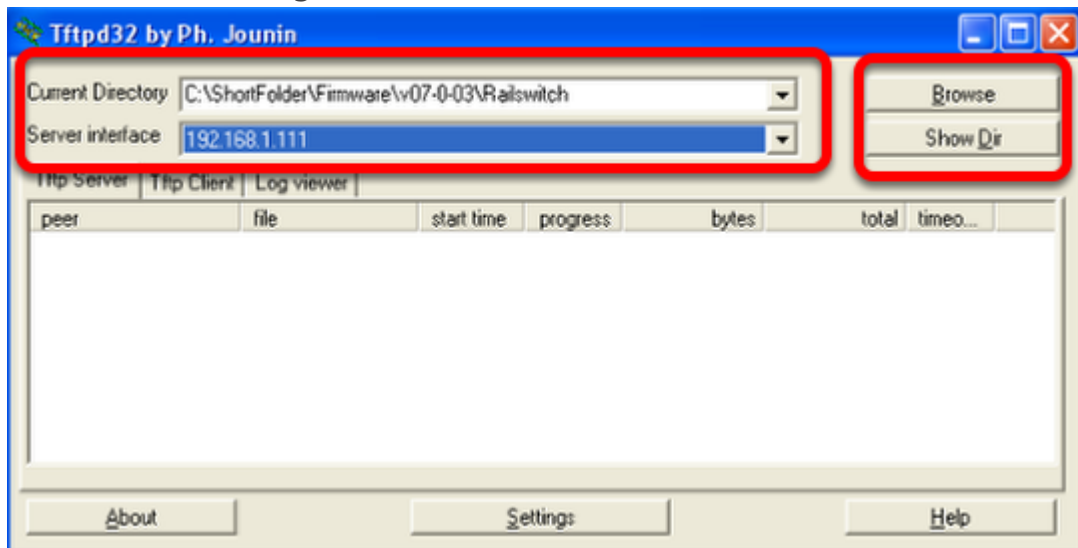 Tftpd32 by Ph. Jounin
Current Directory C:\ShortFolder\Firmware\v07-0-03\Railswitch Browse
Server interface 192.168.1.111 Show Dir
Tftp Server Tftp Client Log viewer
peer file start time progress bytes total timeo...
About Settings Help